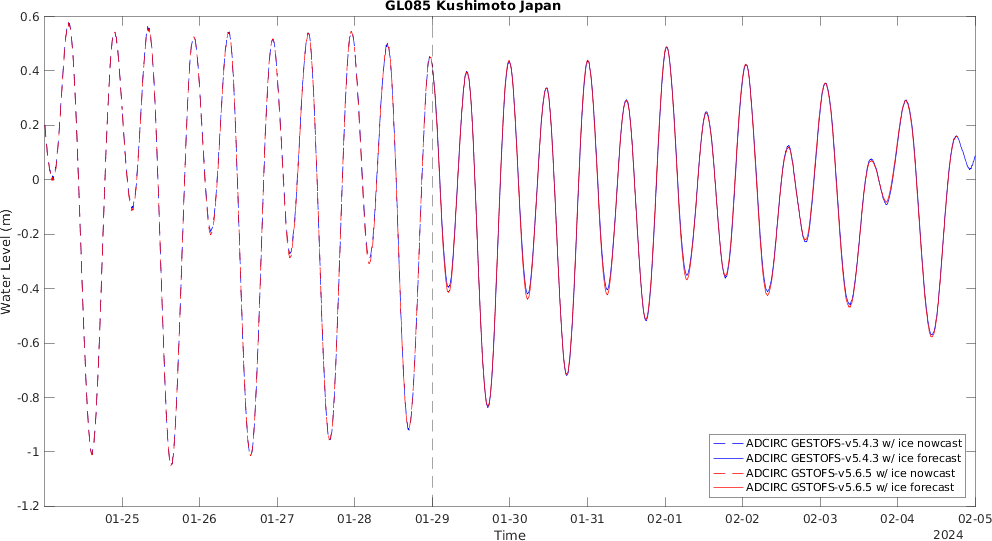 GL085 Kushimoto Japan
0.6
0.4
0.2
0
-0.2
-0.4
-0.6
-0.8
-1
-1.2
Water Level (m)
01-25 01-26 01-27 01-28 01-29 01-30 01-31 02-01 02-02 02-03 02-04 02-05
Time
2024
ADCIRC GESTOFS-v5.4.3 w/ ice nowcast
ADCIRC GESTOFS-v5.4.3 w/ ice forecast
ADCIRC GSTOFS-v5.6.5 w/ ice nowcast
ADCIRC GSTOFS-v5.6.5 w/ ice forecast